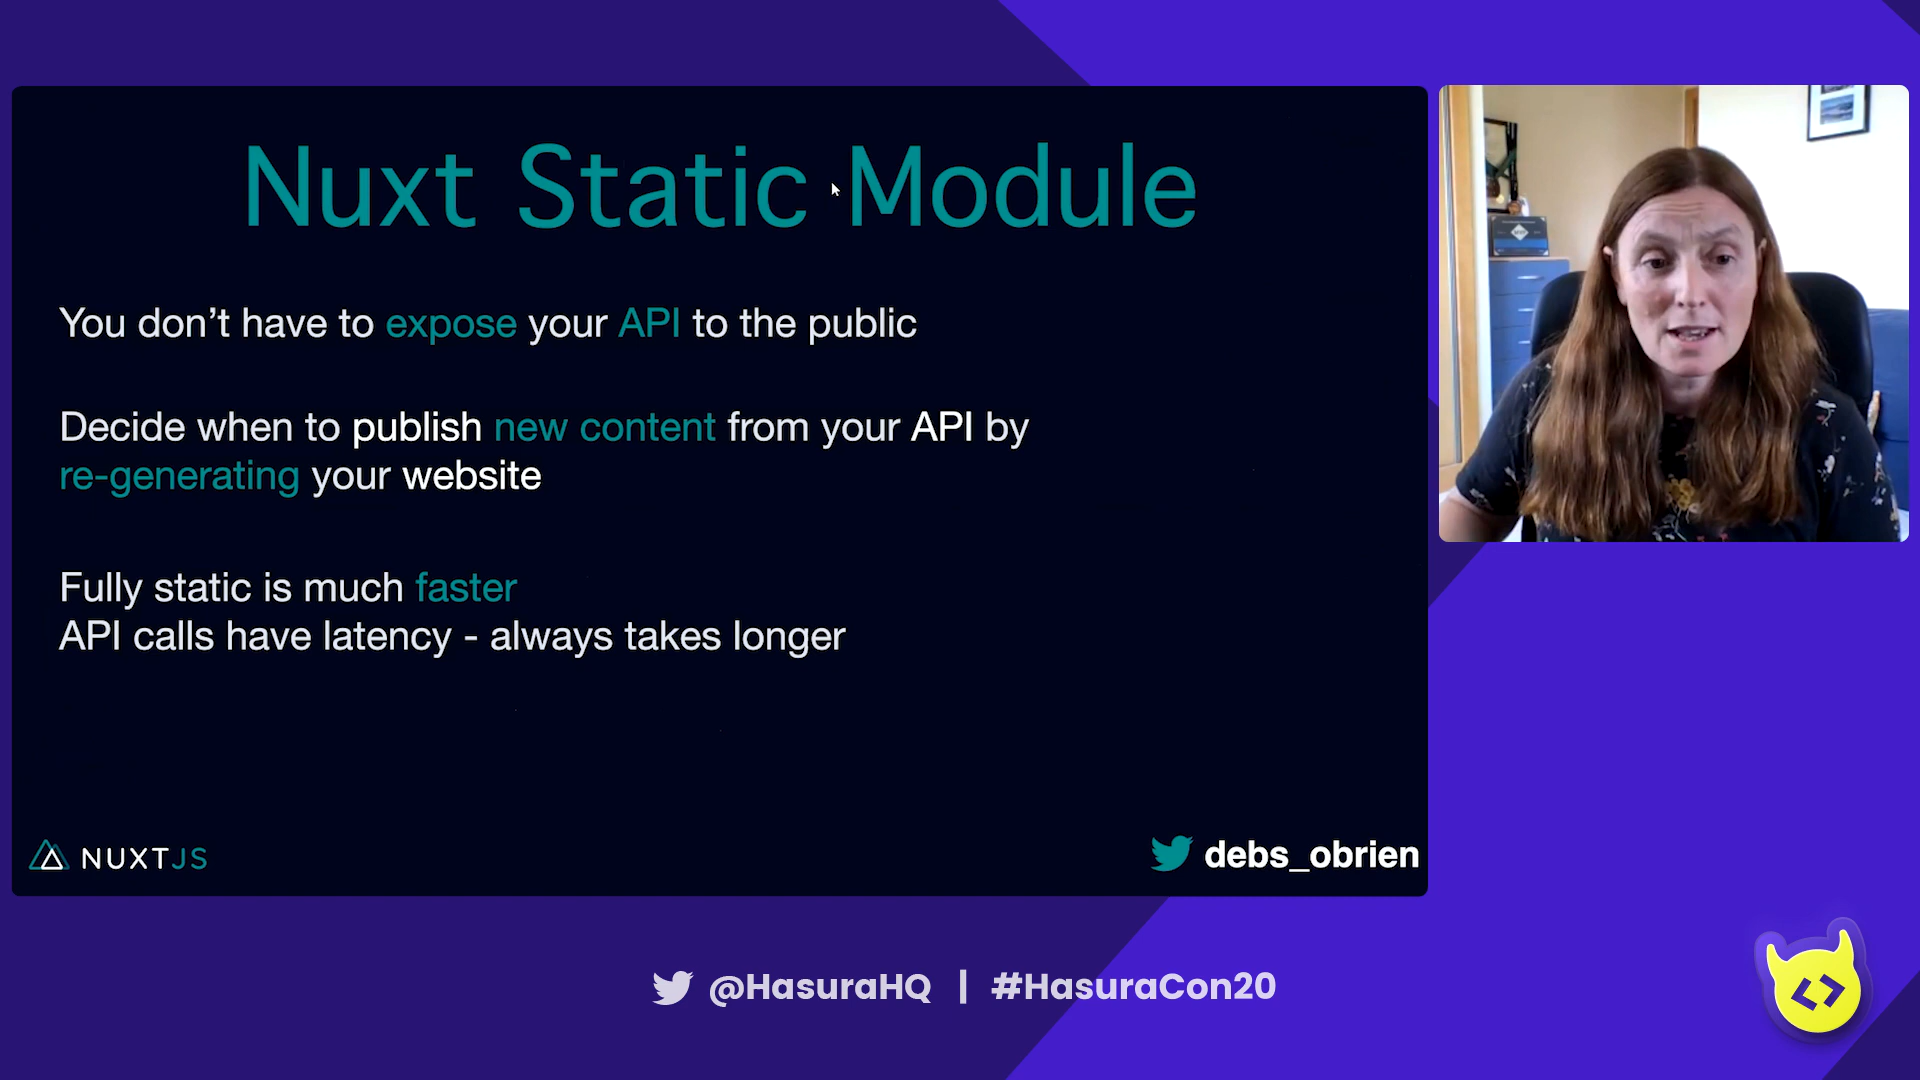 Nuxt Static Module
You don’t have to expose your API to the public
Decide when to publish new content from your API by
re-generating your website
Fully static is much faster
API calls have latency - always takes longer
NUXTJS
debs_obrien
@HasuraHQ | #HasuraCon20